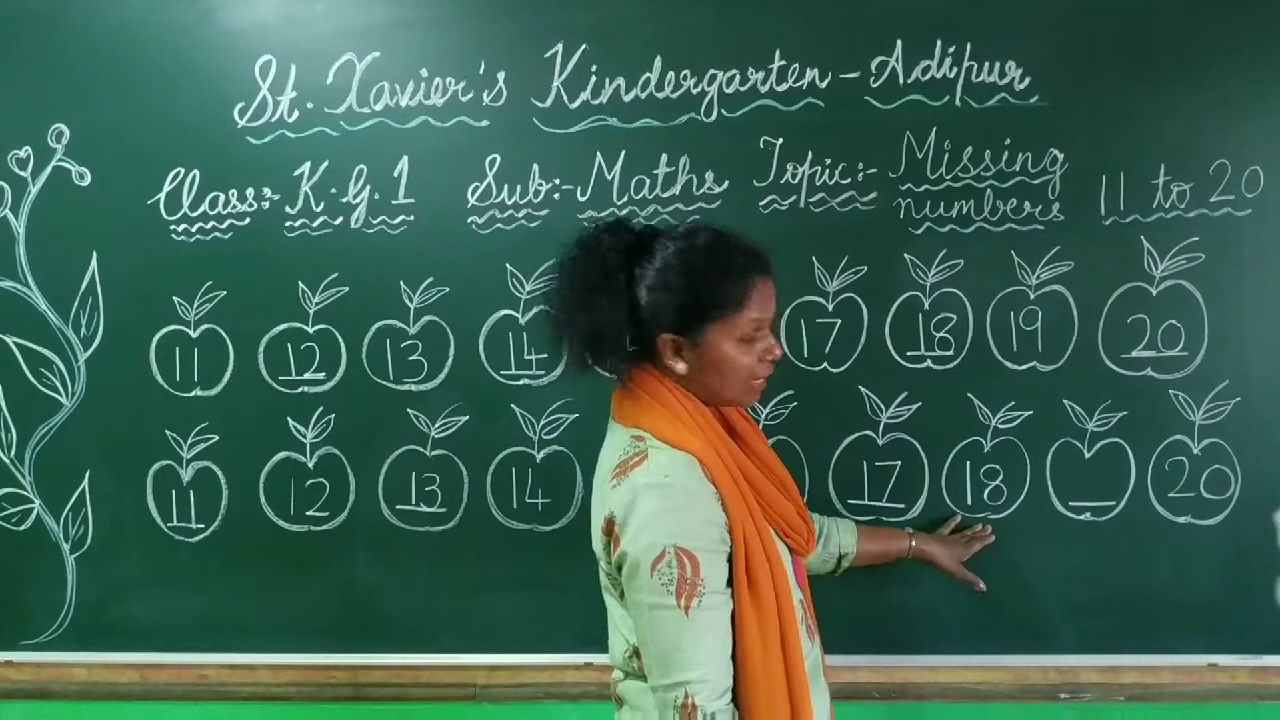 St. Xavier's Kindergarten - Adipur
Class:- K.G.1 Sub:- Maths Topic:- Missing numbers 11 to 20
11 12 13 14 17 18 19 20
11 12 13 14 17 18 __ 20